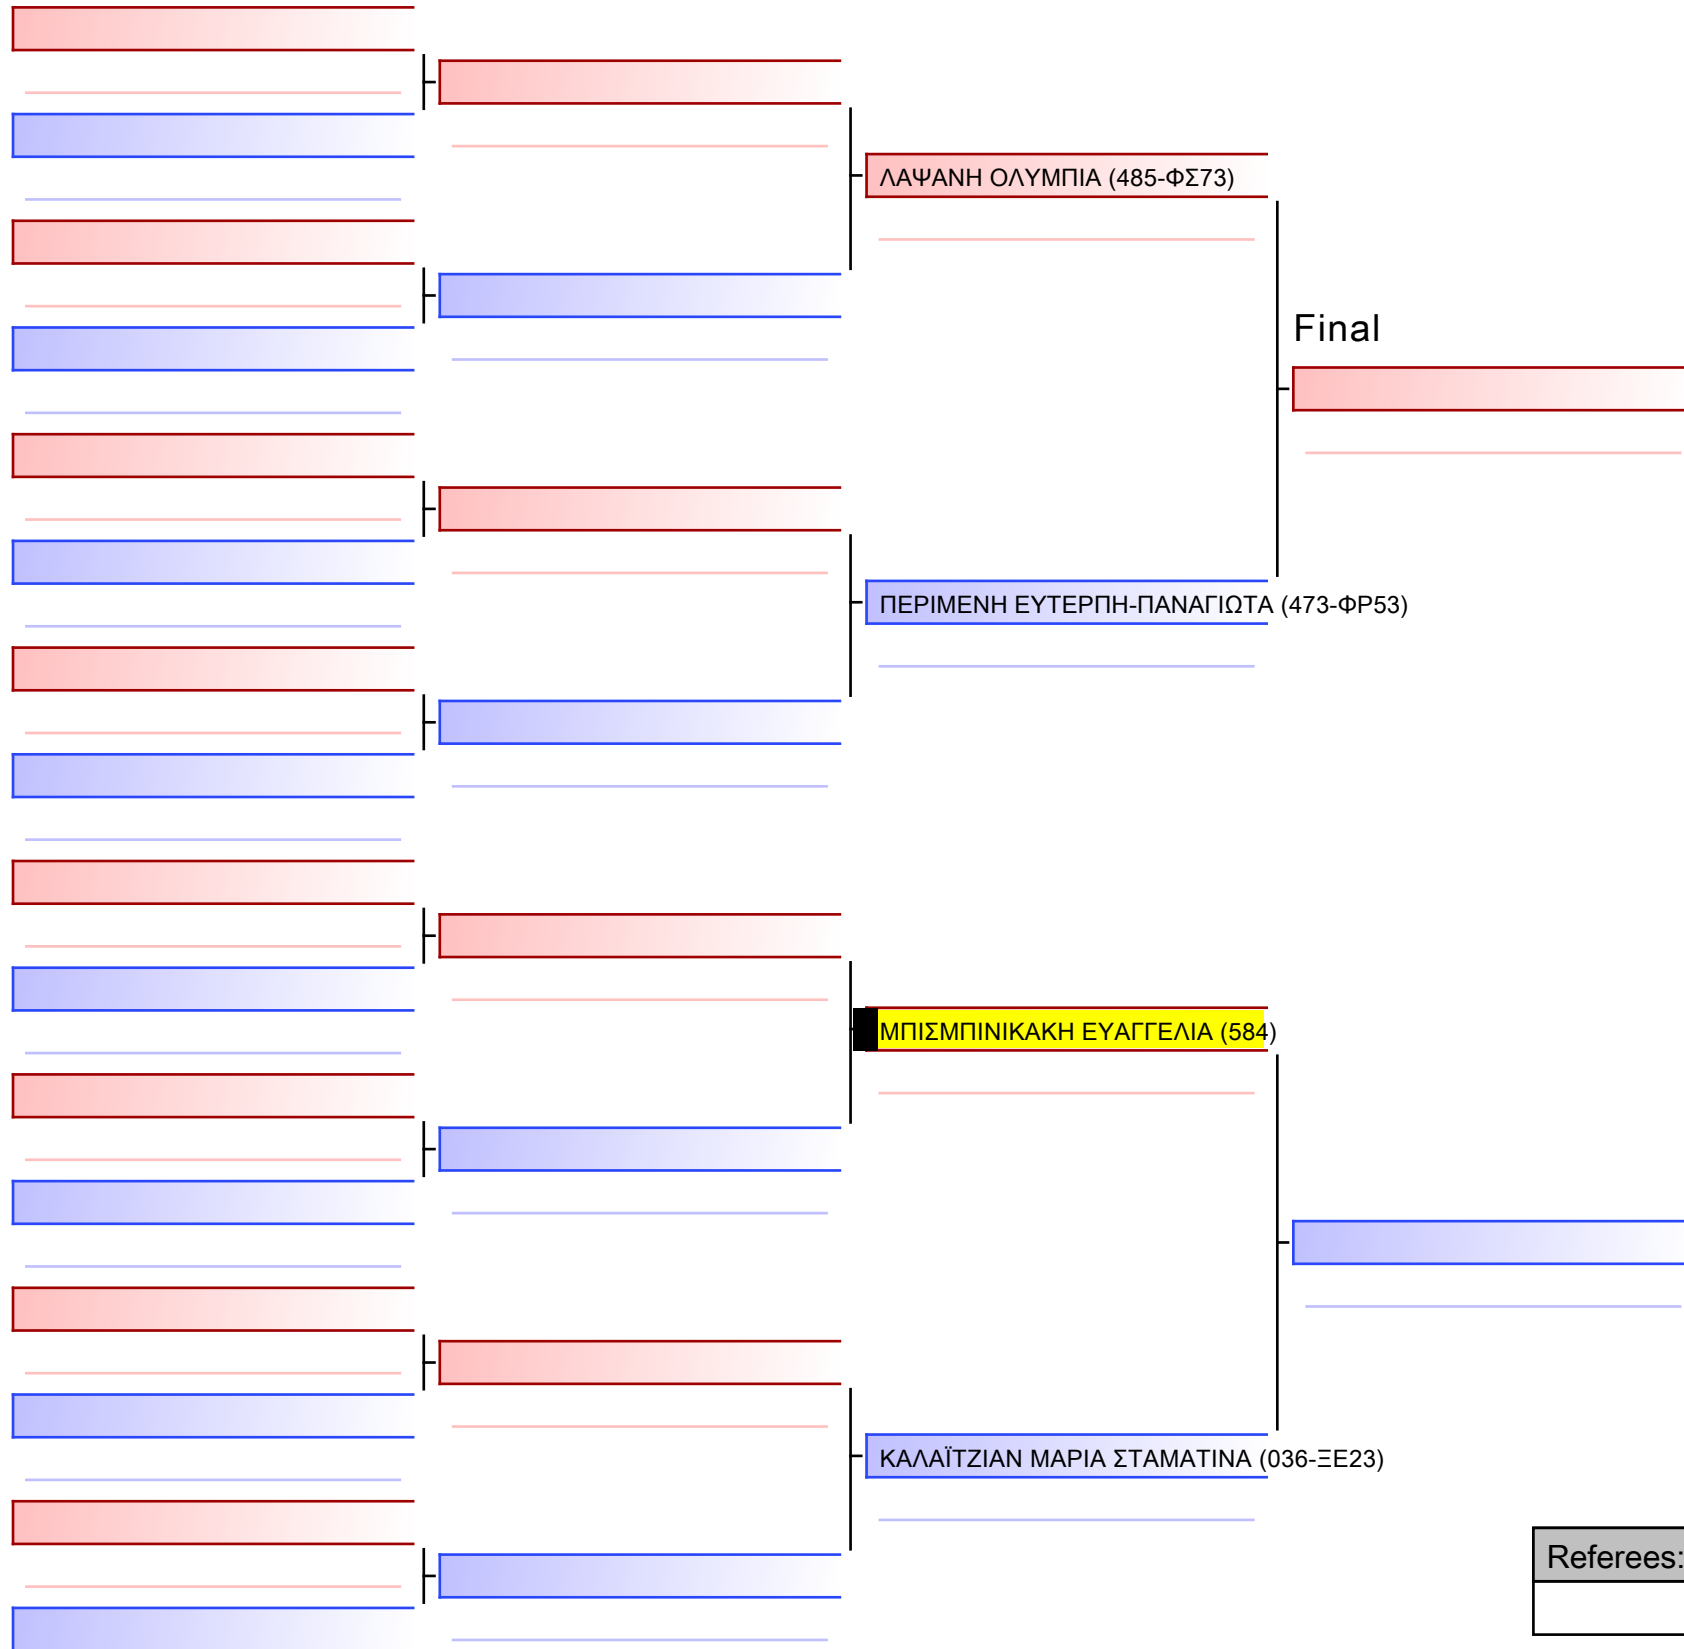 ΛΑΨΑΝΗ ΟΛΥΜΠΙΑ (485-ΦΣ73)
Final
ΠΕΡΙΜΕΝΗ ΕΥΤΕΡΠΗ-ΠΑΝΑΓΙΩΤΑ (473-ΦΡ53)
ΜΠΙΣΜΠΙΝΙΚΑΚΗ ΕΥΑΓΓΕΛΙΑ (584)
ΚΑΛΑΪΤΖΙΑΝ ΜΑΡΙΑ ΣΤΑΜΑΤΙΝΑ (036-ΞΕ23)
Referees: